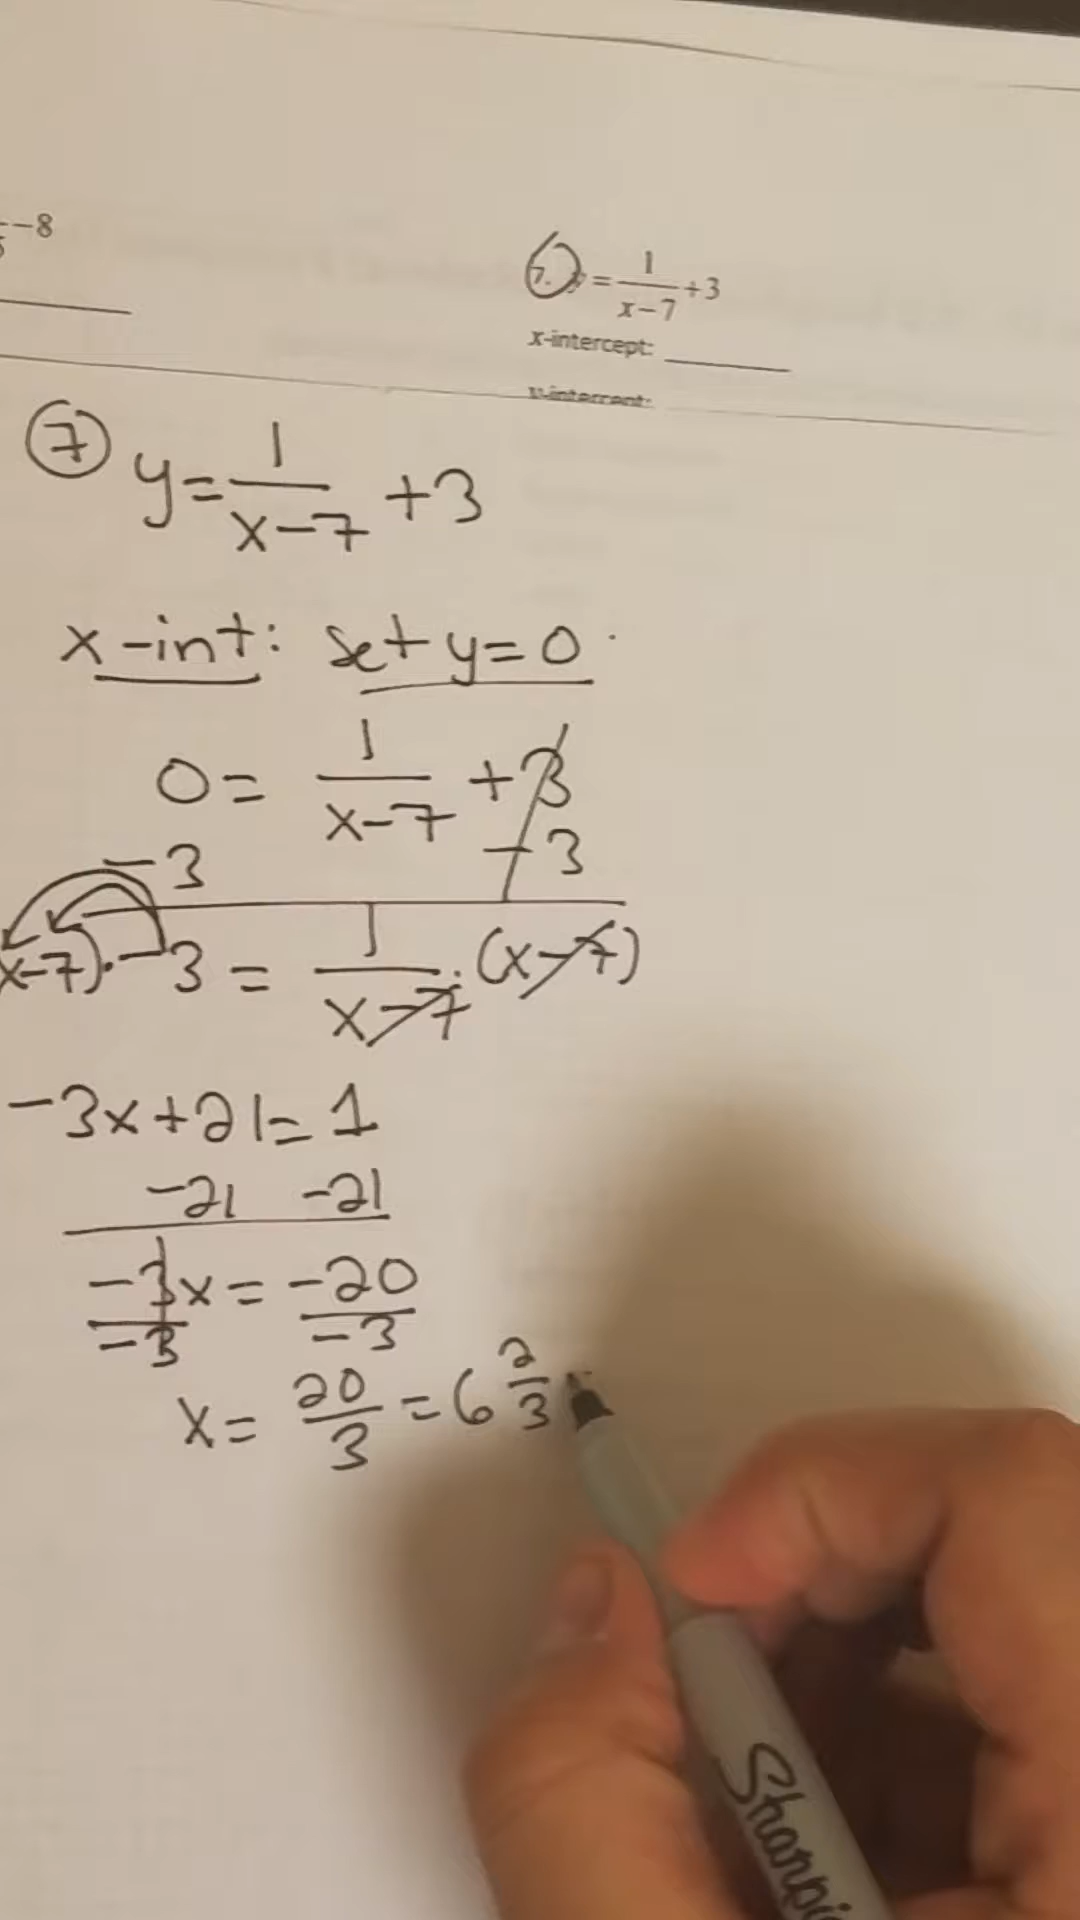 -8
7. y = 1/(x-7) + 3
x-intercept: ______
y-intercept:
⑦ y = 1/(x-7) + 3
x-int: set y = 0
0 = 1/(x-7) + 3
-3 -3
(x-7)·-3 = 1/(x-7)·(x-7)
-3x+21 = 1
-21 -21
-3x = -20
-3 -3
x = 20/3 = 6 2/3
Sharpie